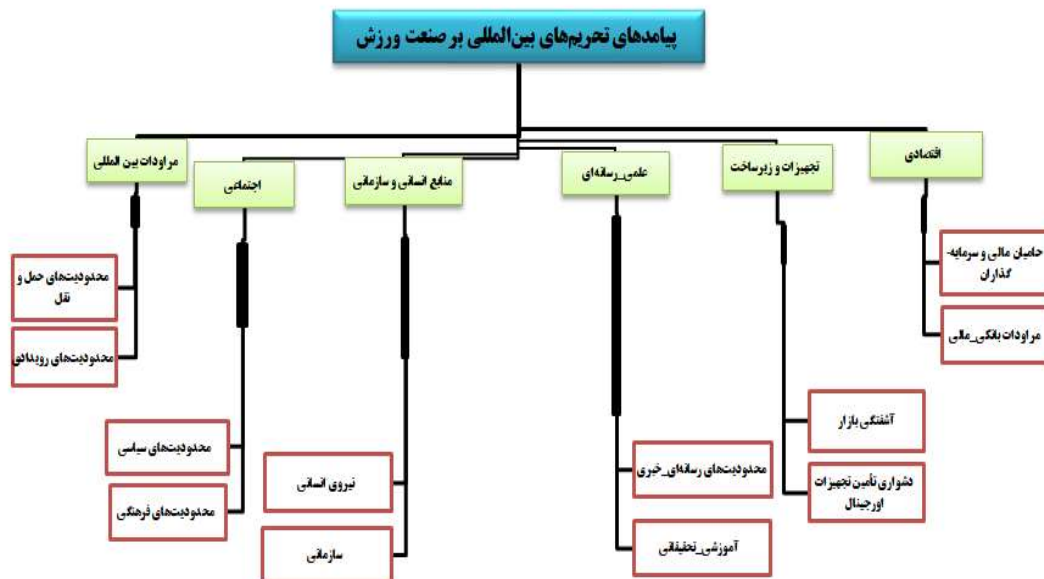 پیامدهای تحریم‌های بین‌المللی بر صنعت ورزش
اقتصادی
حامیان مالی و سرمایه-
گذاران
مراودات بانکی_مالی
تجهیزات و زیرساخت
آشفتگی بازار
دشواری تأمین تجهیزات
اورجینال
علمی_رسانه‌ای
محدودیت‌های رسانه‌ای_خبری
آموزشی_تحقیقاتی
منابع انسانی و سازمانی
نیروی انسانی
سازمانی
اجتماعی
محدودیت‌های سیاسی
محدودیت‌های فرهنگی
مراودات بین المللی
محدودیت‌های حمل و
نقل
محدودیت‌های رویدادی